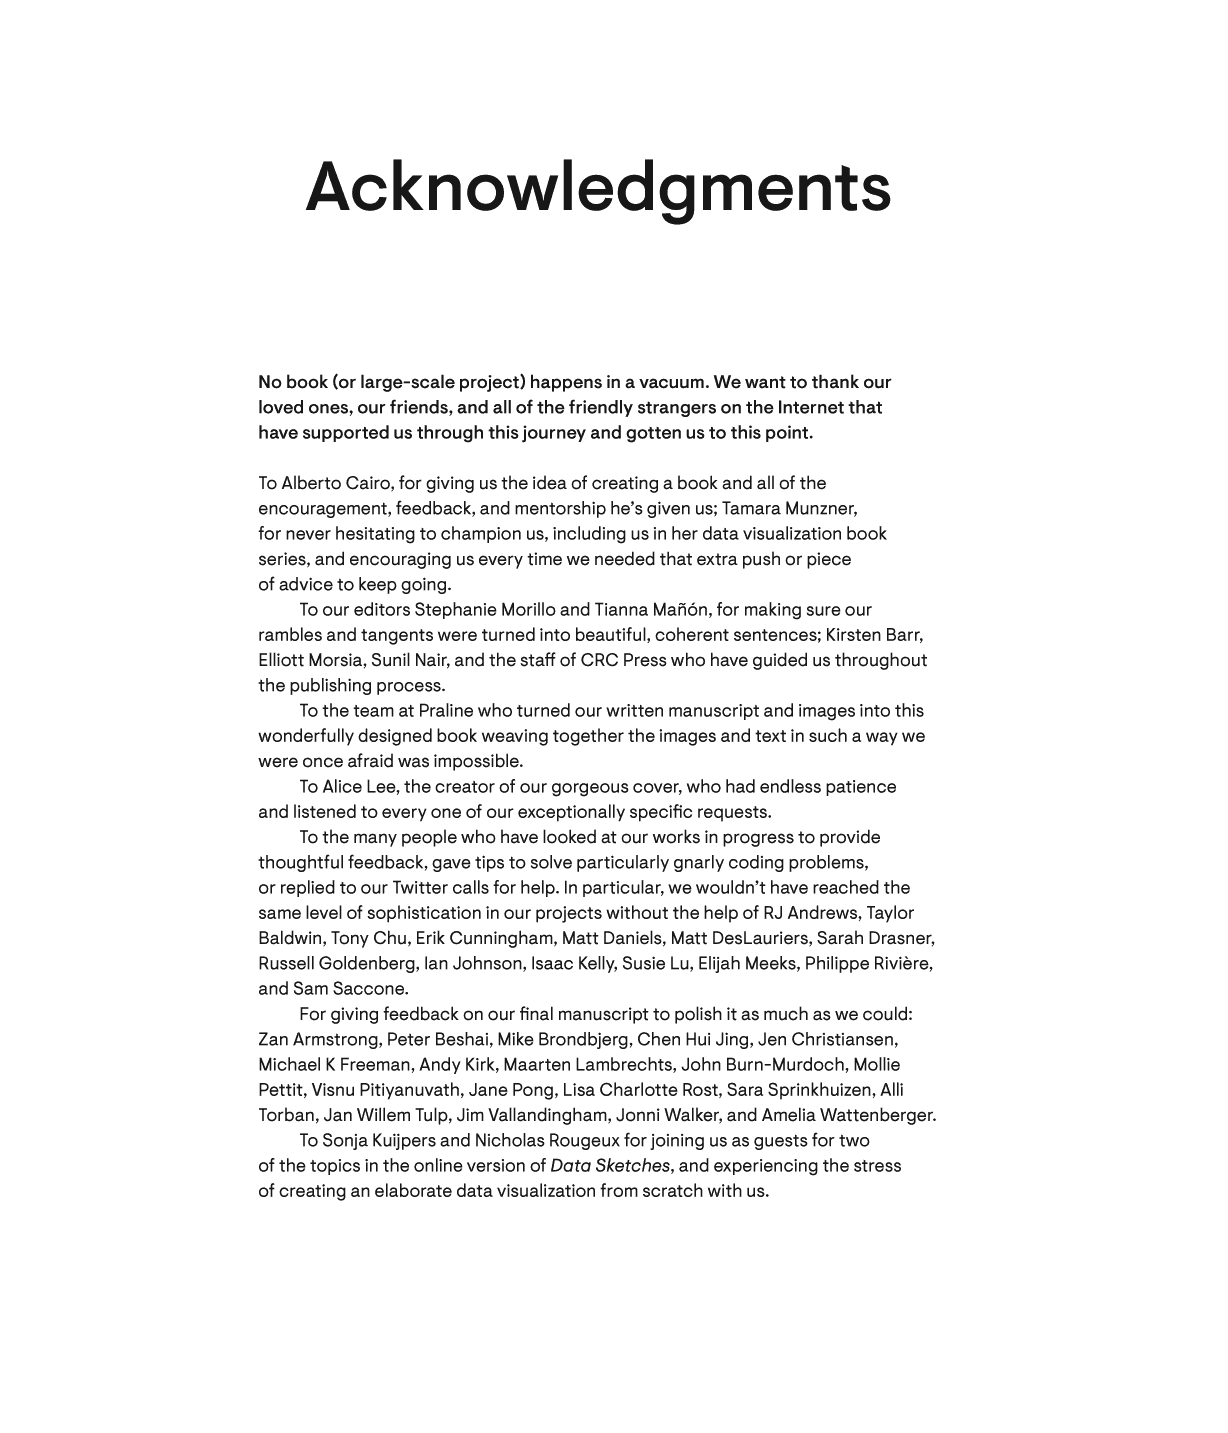 Acknowledgments
No book (or large-scale project) happens in a vacuum. We want to thank our
loved ones, our friends, and all of the friendly strangers on the Internet that
have supported us through this journey and gotten us to this point.
To Alberto Cairo, for giving us the idea of creating a book and all of the
encouragement, feedback, and mentorship he’s given us; Tamara Munzner,
for never hesitating to champion us, including us in her data visualization book
series, and encouraging us every time we needed that extra push or piece
of advice to keep going.
To our editors Stephanie Morillo and Tianna Mañón, for making sure our
rambles and tangents were turned into beautiful, coherent sentences; Kirsten Barr,
Elliott Morsia, Sunil Nair, and the staff of CRC Press who have guided us throughout
the publishing process.
To the team at Praline who turned our written manuscript and images into this
wonderfully designed book weaving together the images and text in such a way we
were once afraid was impossible.
To Alice Lee, the creator of our gorgeous cover, who had endless patience
and listened to every one of our exceptionally specific requests.
To the many people who have looked at our works in progress to provide
thoughtful feedback, gave tips to solve particularly gnarly coding problems,
or replied to our Twitter calls for help. In particular, we wouldn’t have reached the
same level of sophistication in our projects without the help of RJ Andrews, Taylor
Baldwin, Tony Chu, Erik Cunningham, Matt Daniels, Matt DesLauriers, Sarah Drasner,
Russell Goldenberg, Ian Johnson, Isaac Kelly, Susie Lu, Elijah Meeks, Philippe Rivière,
and Sam Saccone.
For giving feedback on our final manuscript to polish it as much as we could:
Zan Armstrong, Peter Beshai, Mike Brondbjerg, Chen Hui Jing, Jen Christiansen,
Michael K Freeman, Andy Kirk, Maarten Lambrechts, John Burn-Murdoch, Mollie
Pettit, Visnu Pitiyanuvath, Jane Pong, Lisa Charlotte Rost, Sara Sprinkhuizen, Alli
Torban, Jan Willem Tulp, Jim Vallandingham, Jonni Walker, and Amelia Wattenberger.
To Sonja Kuijpers and Nicholas Rougeux for joining us as guests for two
of the topics in the online version of Data Sketches, and experiencing the stress
of creating an elaborate data visualization from scratch with us.